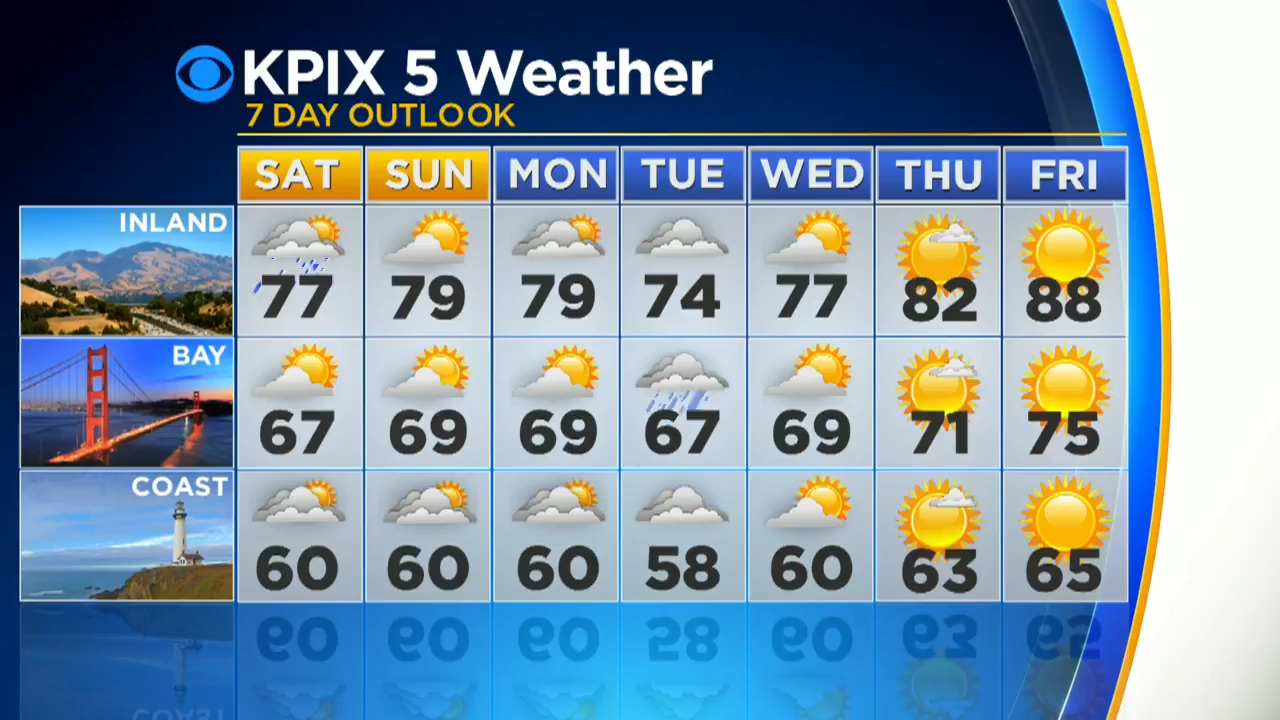 KPIX 5 Weather
7 DAY OUTLOOK
SAT SUN MON TUE WED THU FRI
INLAND
77 79 79 74 77 82 88
BAY
67 69 69 67 69 71 75
COAST
60 60 60 58 60 63 65